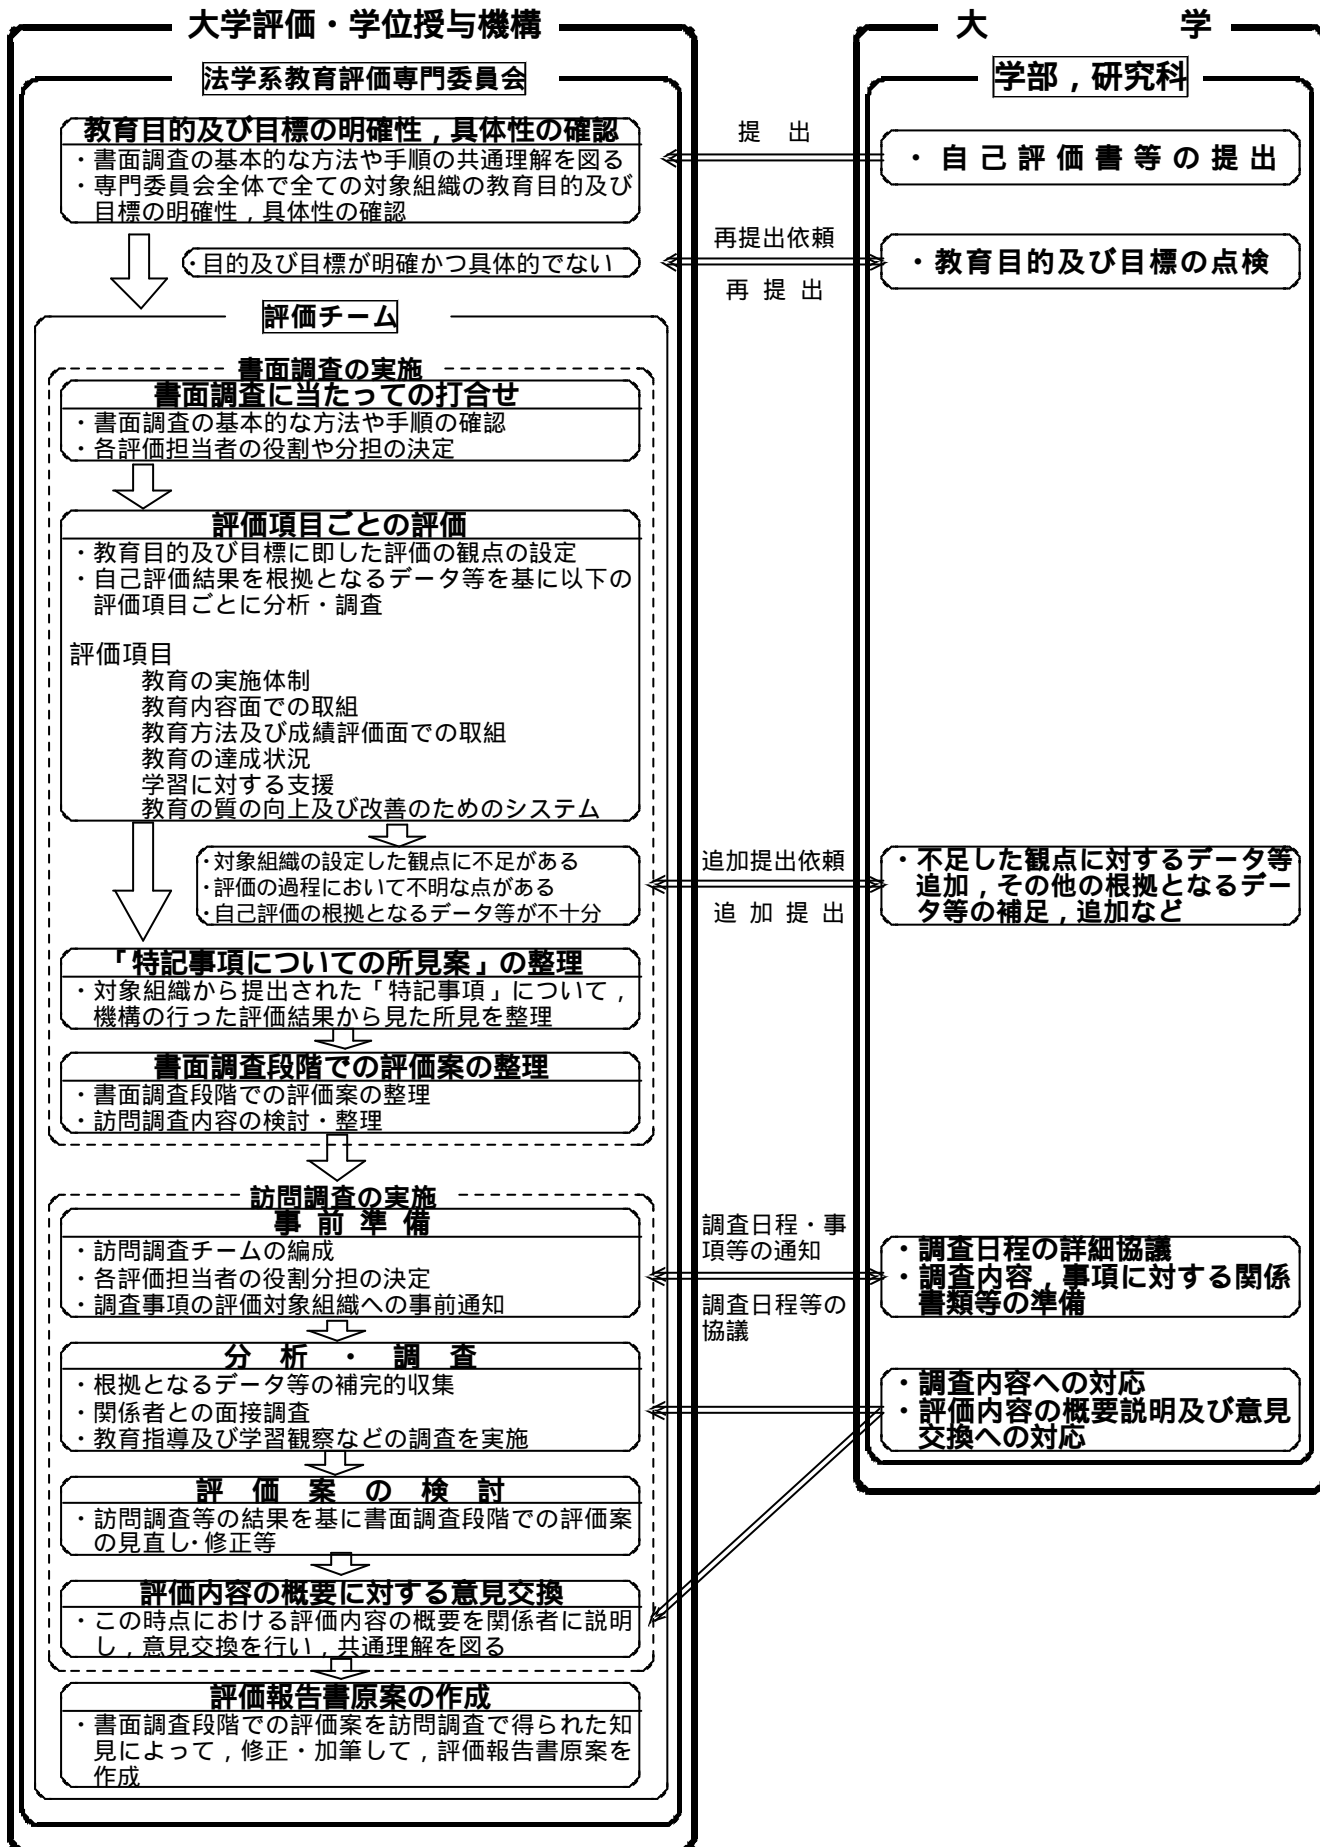 大学評価・学位授与機構
大　学
法学系教育評価専門委員会
学部，研究科
教育目的及び目標の明確性，具体性の確認
・書面調査の基本的な方法や手順の共通理解を図る
・専門委員会全体で全ての対象組織の教育目的及び
目標の明確性，具体性の確認
提　出
・自己評価書等の提出
・目的及び目標が明確かつ具体的でない
再提出依頼
再 提 出
・教育目的及び目標の点検
評価チーム
書面調査の実施
書面調査に当たっての打合せ
・書面調査の基本的な方法や手順の確認
・各評価担当者の役割や分担の決定
評価項目ごとの評価
・教育目的及び目標に即した評価の観点の設定
・自己評価結果を根拠となるデータ等を基に以下の
評価項目ごとに分析・調査
評価項目
教育の実施体制
教育内容面での取組
教育方法及び成績評価面での取組
教育の達成状況
学習に対する支援
教育の質の向上及び改善のためのシステム
・対象組織の設定した観点に不足がある
・評価の過程において不明な点がある
・自己評価の根拠となるデータ等が不十分
追加提出依頼
追 加 提 出
・不足した観点に対するデータ等
追加，その他の根拠となるデー
タ等の補足，追加など
「特記事項についての所見案」の整理
・対象組織から提出された「特記事項」について，
機構の行った評価結果から見た所見を整理
書面調査段階での評価案の整理
・書面調査段階での評価案の整理
・訪問調査内容の検討・整理
訪問調査の実施
事 前 準 備
・訪問調査チームの編成
・各評価担当者の役割分担の決定
・調査事項の評価対象組織への事前通知
調査日程・事
項等の通知
調査日程等の
協議
・調査日程の詳細協議
・調査内容，事項に対する関係
書類等の準備
分　析　・　調　査
・根拠となるデータ等の補完的収集
・関係者との面接調査
・教育指導及び学習観察などの調査を実施
・調査内容への対応
・評価内容の概要説明及び意見
交換への対応
評　価　案　の　検　討
・訪問調査等の結果を基に書面調査段階での評価案
の見直し・修正等
評価内容の概要に対する意見交換
・この時点における評価内容の概要を関係者に説明
し，意見交換を行い，共通理解を図る
評価報告書原案の作成
・書面調査段階での評価案を訪問調査で得られた知
見によって，修正・加筆して，評価報告書原案を
作成